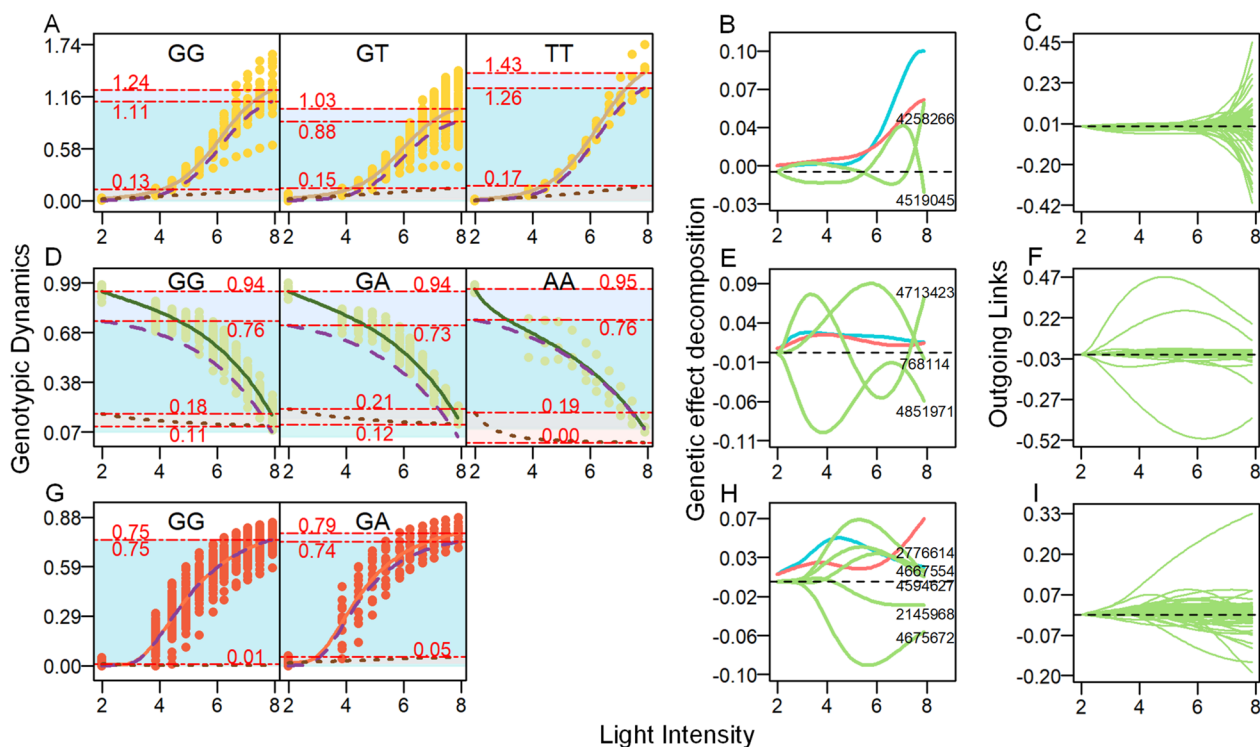 A
B
C
GG
GT
TT
1.74
1.16
0.58
0.00
1.24
1.11
0.13
1.03
0.88
0.15
1.43
1.26
0.17
2 4 6 8 2 4 6 8 2 4 6 8
0.10
0.07
0.04
0.00
-0.03
4258266
4519045
2 4 6 8
0.45
0.23
0.01
-0.20
-0.42
2 4 6 8
D
E
F
Genotypic Dynamics
GG
GA
AA
0.99
0.68
0.38
0.07
0.94
0.76
0.18
0.11
0.94
0.73
0.21
0.12
0.95
0.76
0.19
0.00
2 4 6 8 2 4 6 8 2 4 6 8
Genetic effect decomposition
0.09
0.04
-0.01
-0.06
-0.11
4713423
768114
4851971
2 4 6 8
Outgoing Links
0.47
0.22
-0.03
-0.27
-0.52
2 4 6 8
G
H
I
GG
GA
0.88
0.59
0.29
0.00
0.75
0.75
0.01
0.79
0.74
0.05
2 4 6 8 2 4 6 8
0.07
0.03
-0.02
-0.06
-0.10
2776614
4667554
4594627
2145968
4675672
2 4 6 8
0.33
0.20
0.07
-0.07
-0.20
2 4 6 8
Light Intensity